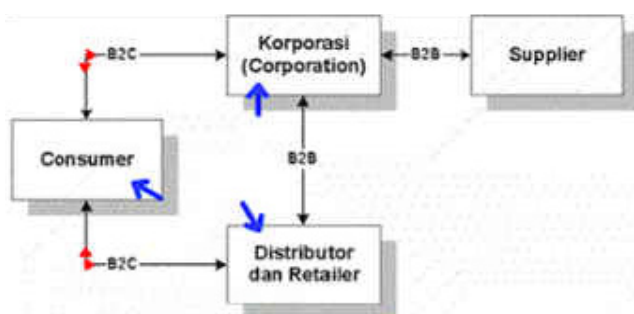 B2C
Korporasi
(Corporation)
B2B
Supplier
Consumer
B2B
B2C
Distributor
dan Retailer